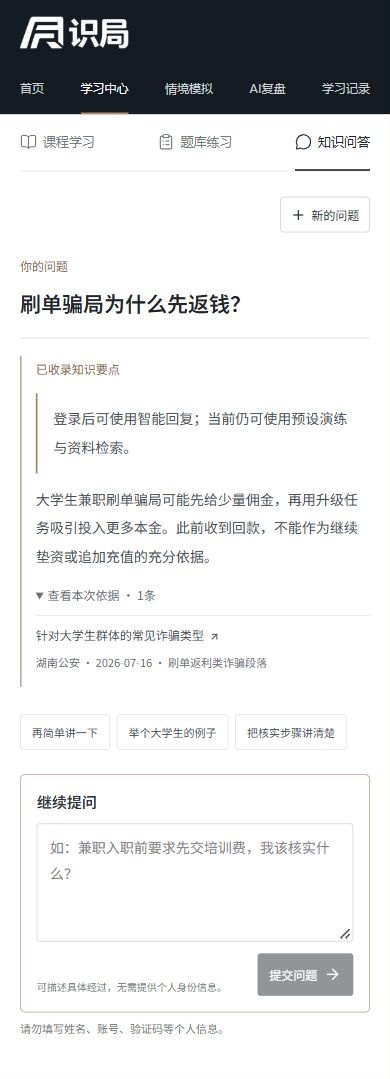 识局
首页 学习中心 情境模拟 AI复盘 学习记录
课程学习 题库练习 知识问答
+ 新的问题
你的问题
刷单骗局为什么先返钱？
已收录知识要点
登录后可使用智能回复；当前仍可使用预设演练
与资料检索。
大学生兼职刷单骗局可能先给少量佣金，再用升级任
务吸引投入更多本金。此前收到回款，不能作为继续
垫资或追加充值的充分依据。
▼ 查看本次依据 · 1条
针对大学生群体的常见诈骗类型 ↗
湖南公安 · 2026-07-16 · 刷单返利类诈骗段落
再简单讲一下 举个大学生的例子 把核实步骤讲清楚
继续提问
如：兼职入职前要求先交培训费，我该核实什
么？
提交问题 →
可描述具体经过，无需提供个人身份信息。
请勿填写姓名、账号、验证码等个人信息。